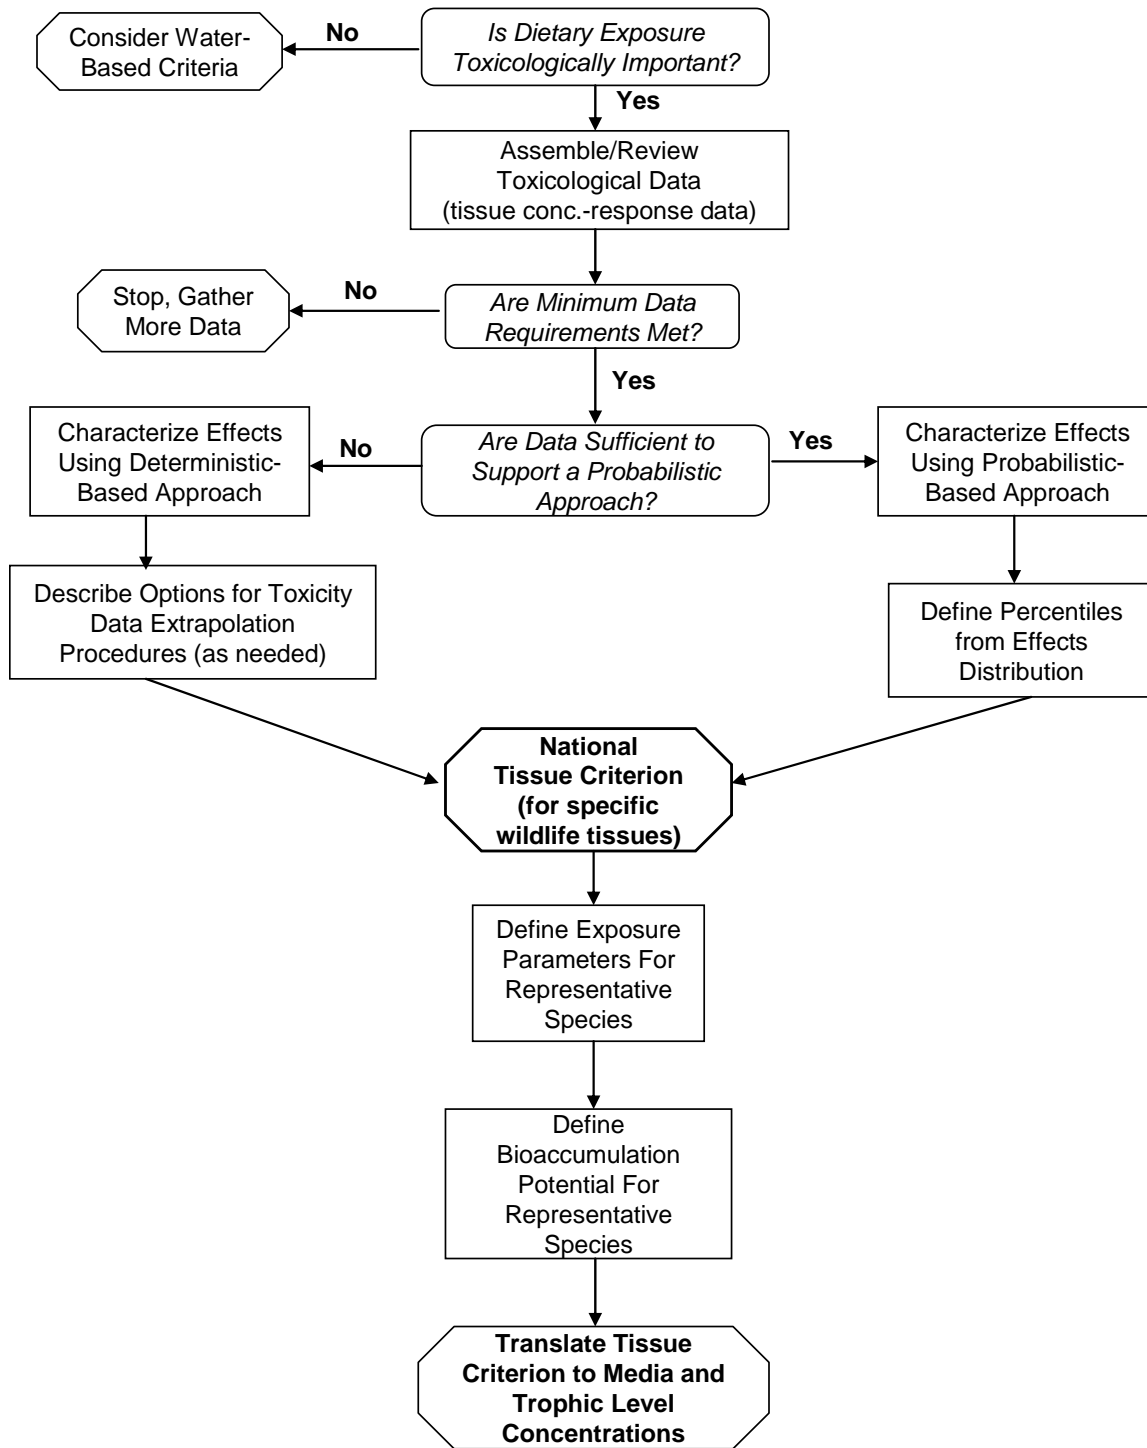 Consider Water-
Based Criteria
No
Is Dietary Exposure
Toxicologically Important?
Yes
Assemble/Review
Toxicological Data
(tissue conc.-response data)
Stop, Gather
More Data
No
Are Minimum Data
Requirements Met?
Yes
Characterize Effects
Using Deterministic-
Based Approach
No
Are Data Sufficient to
Support a Probabilistic
Approach?
Yes
Characterize Effects
Using Probabilistic-
Based Approach
Describe Options for Toxicity
Data Extrapolation
Procedures (as needed)
Define Percentiles
from Effects
Distribution
National
Tissue Criterion
(for specific
wildlife tissues)
Define Exposure
Parameters For
Representative
Species
Define
Bioaccumulation
Potential For
Representative
Species
Translate Tissue
Criterion to Media and
Trophic Level
Concentrations